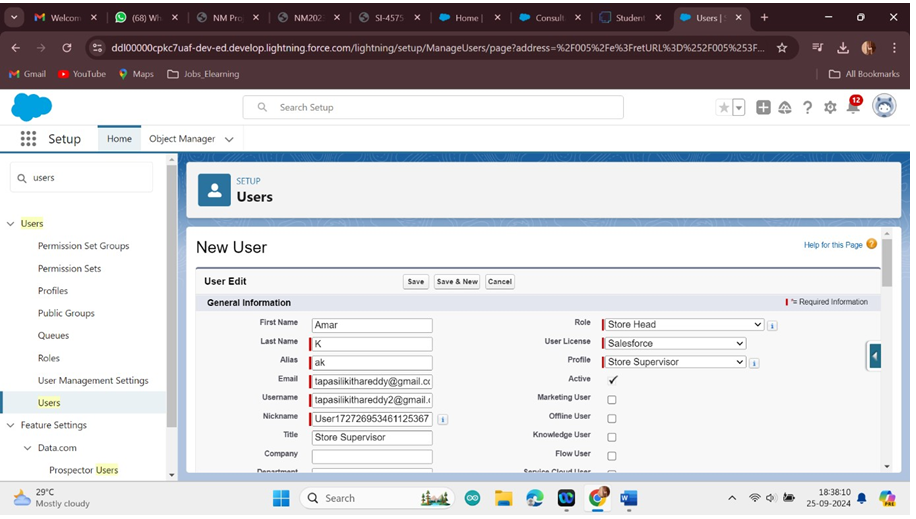 Welcom
(68) Wh
NM Pro
NM202
SI-4575
Home |
Consult
Student
Users | S
ddl00000cpkc7uaf-dev-ed.develop.lightning.force.com/lightning/setup/ManageUsers/page?address=%2F005%2Fe%3FretURL%3D%252F005%253F...
Gmail YouTube Maps Jobs_Elearning All Bookmarks
Search Setup
12
Setup Home Object Manager
users
SETUP
Users
Users
Permission Set Groups
Permission Sets
Profiles
Public Groups
Queues
Roles
User Management Settings
Users
Feature Settings
Data.com
Prospector Users
New User
Help for this Page ?
User Edit Save Save & New Cancel
General Information
= Required Information
First Name Amar Role Store Head
Last Name K User License Salesforce
Alias ak Profile Store Supervisor
Email tapasilikithareddy@gmail.co Active
Username tapasilikithareddy2@gmail. Marketing User
Nickname User172726953461125367 Offline User
Title Store Supervisor Knowledge User
Company Flow User
Department Service Cloud User
29°C
Mostly cloudy
Search
18:38:10
25-09-2024
PRE